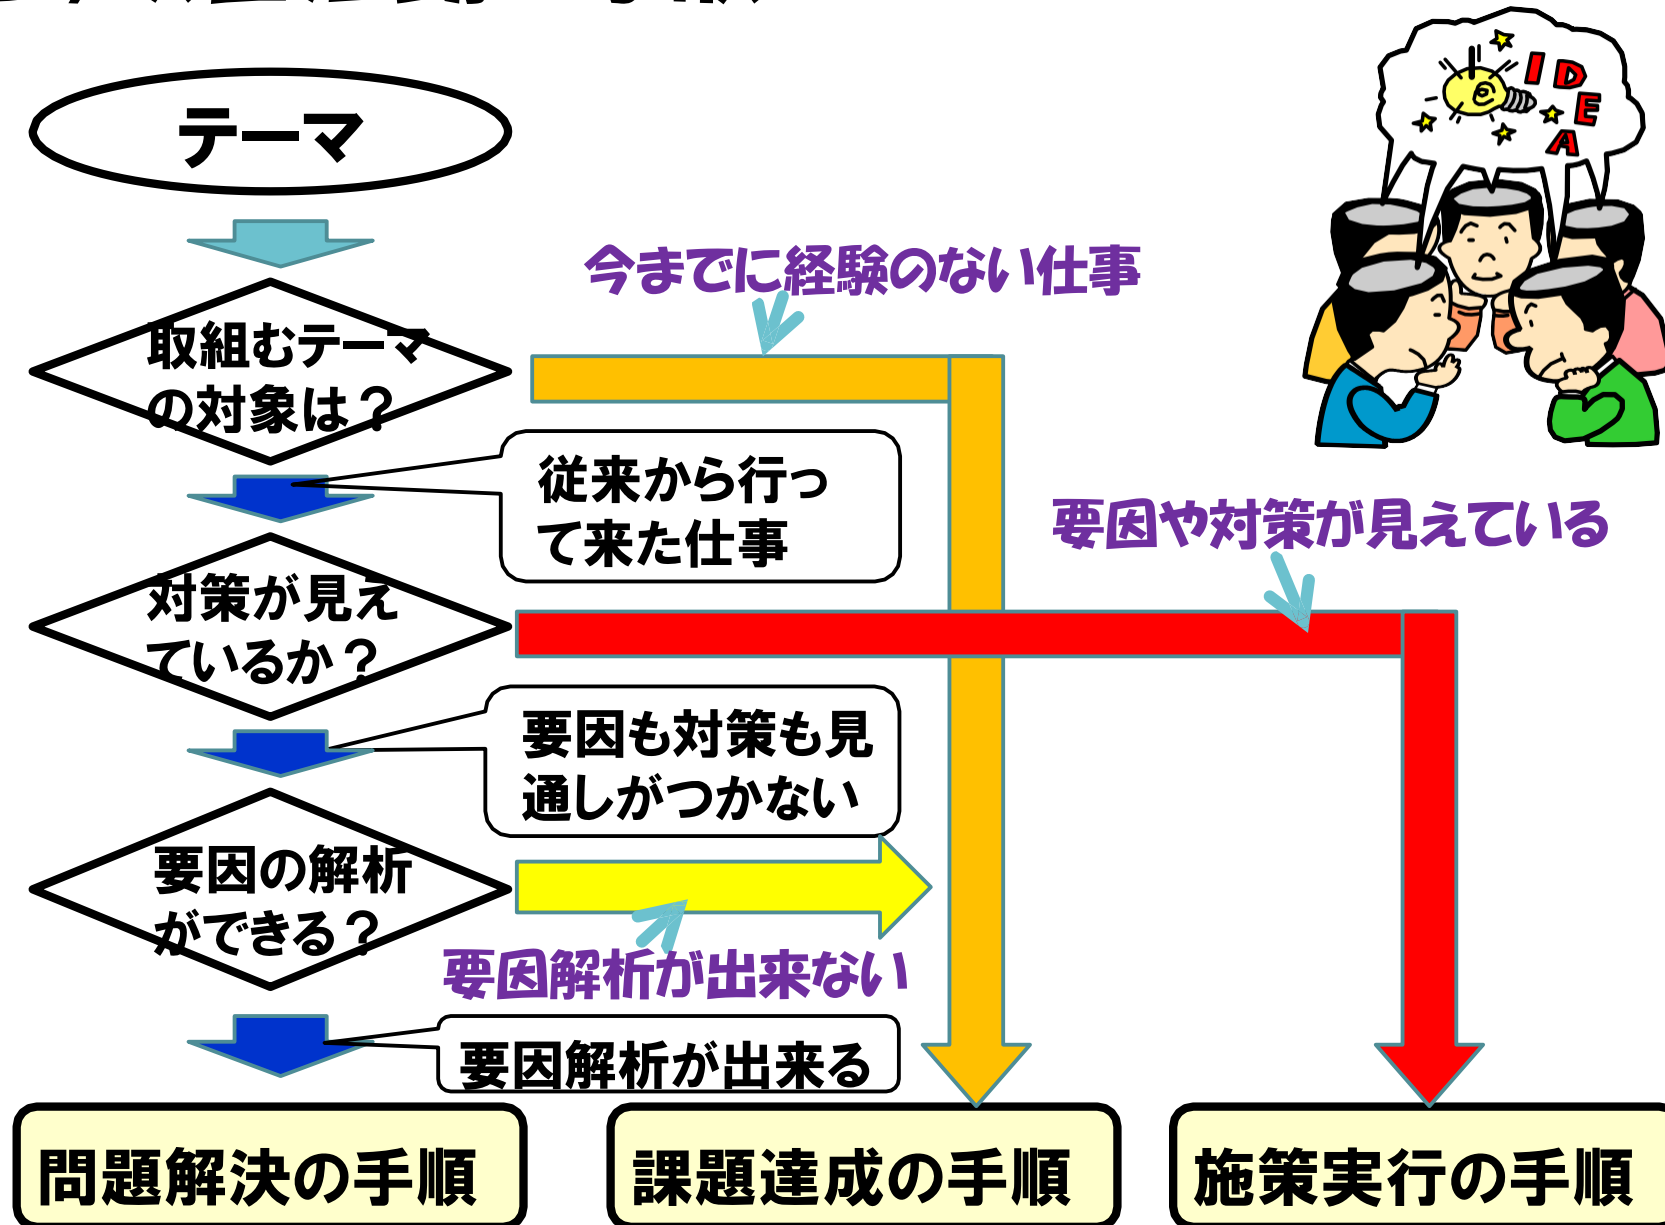 テーマ
IDEA
今までに経験のない仕事
取組むテーマ
の対象は？
従来から行っ
て来た仕事
要因や対策が見えている
対策が見え
ているか？
要因も対策も見
通しがつかない
要因の解析
ができる？
要因解析が出来ない
要因解析が出来る
問題解決の手順
課題達成の手順
施策実行の手順